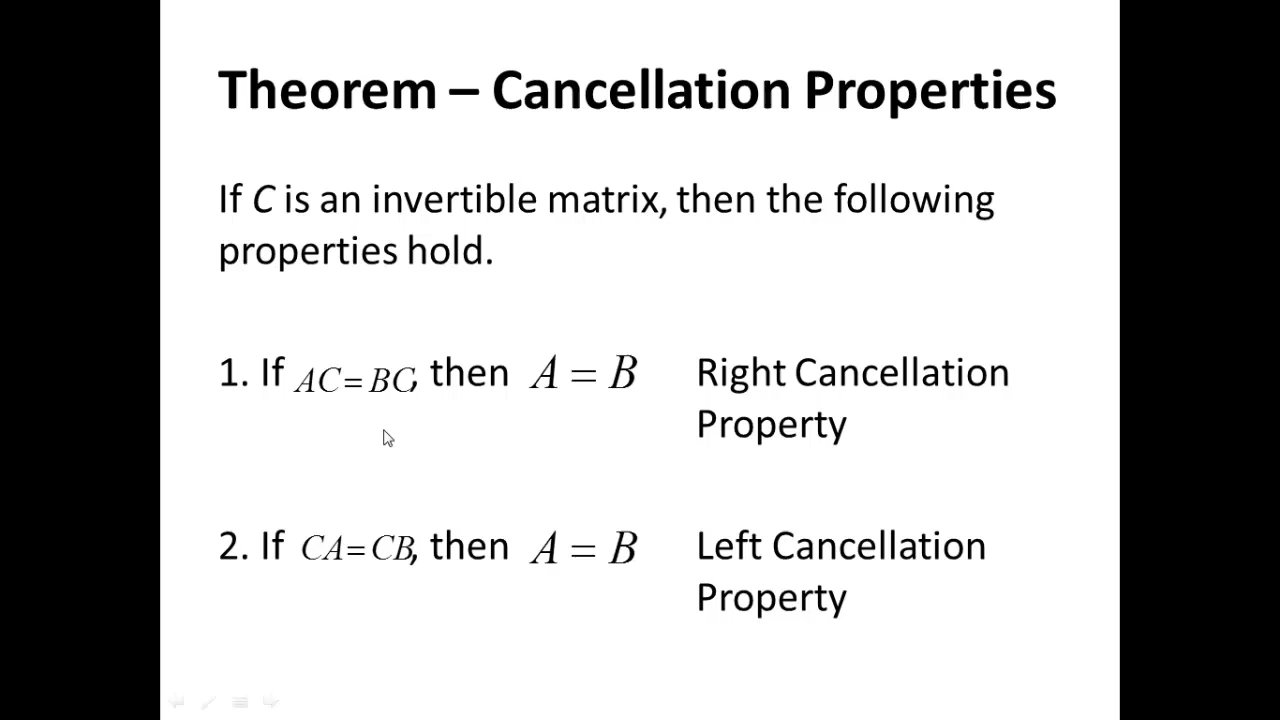 Theorem – Cancellation Properties
If C is an invertible matrix, then the following
properties hold.
1. If AC=BC, then A = B Right Cancellation
Property
2. If CA=CB, then A = B Left Cancellation
Property